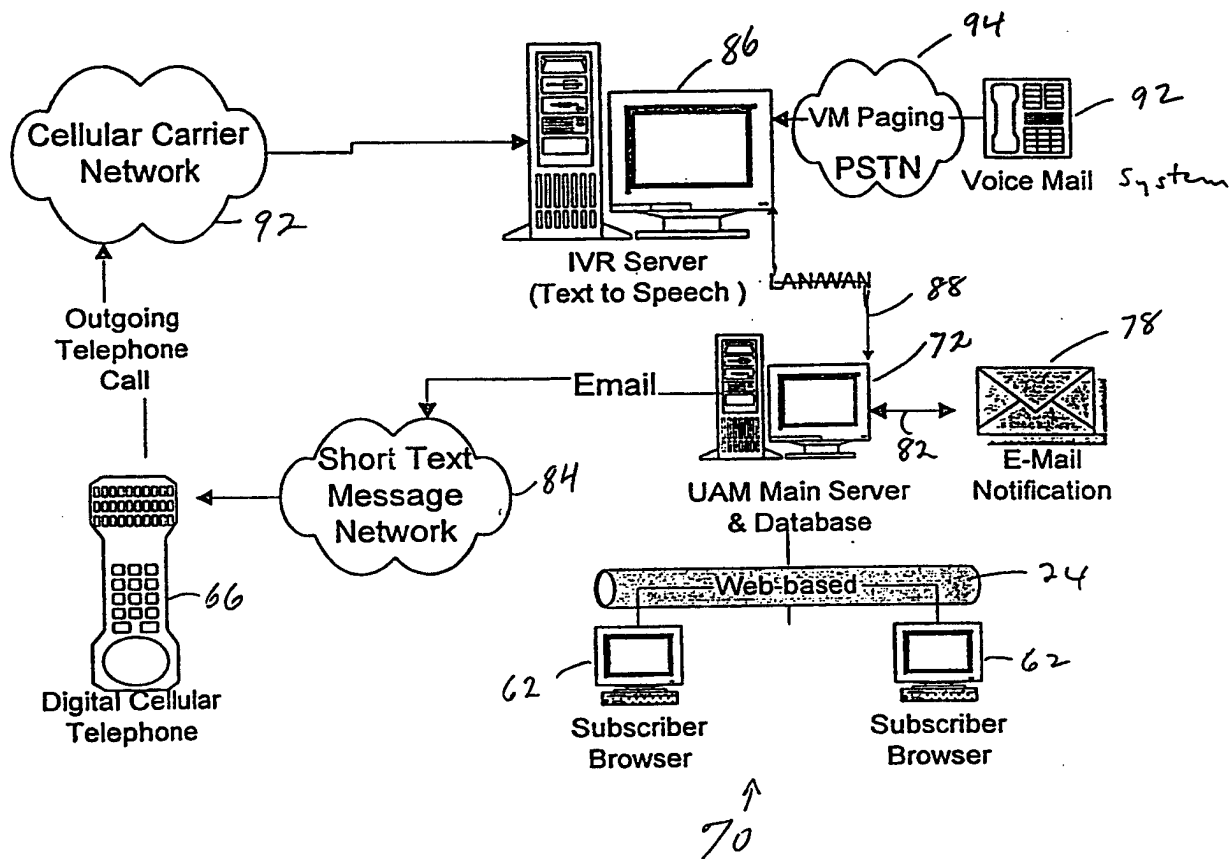 94
86
92
Cellular Carrier
Network
VM Paging
PSTN
Voice Mail System
92
IVR Server
(Text to Speech )
LANWAN
88
Outgoing
Telephone
Call
72
78
Email
82
E-Mail
Notification
Short Text
Message
Network
84
UAM Main Server
& Database
66
Web-based
24
62
62
Digital Cellular
Telephone
Subscriber
Browser
Subscriber
Browser
70